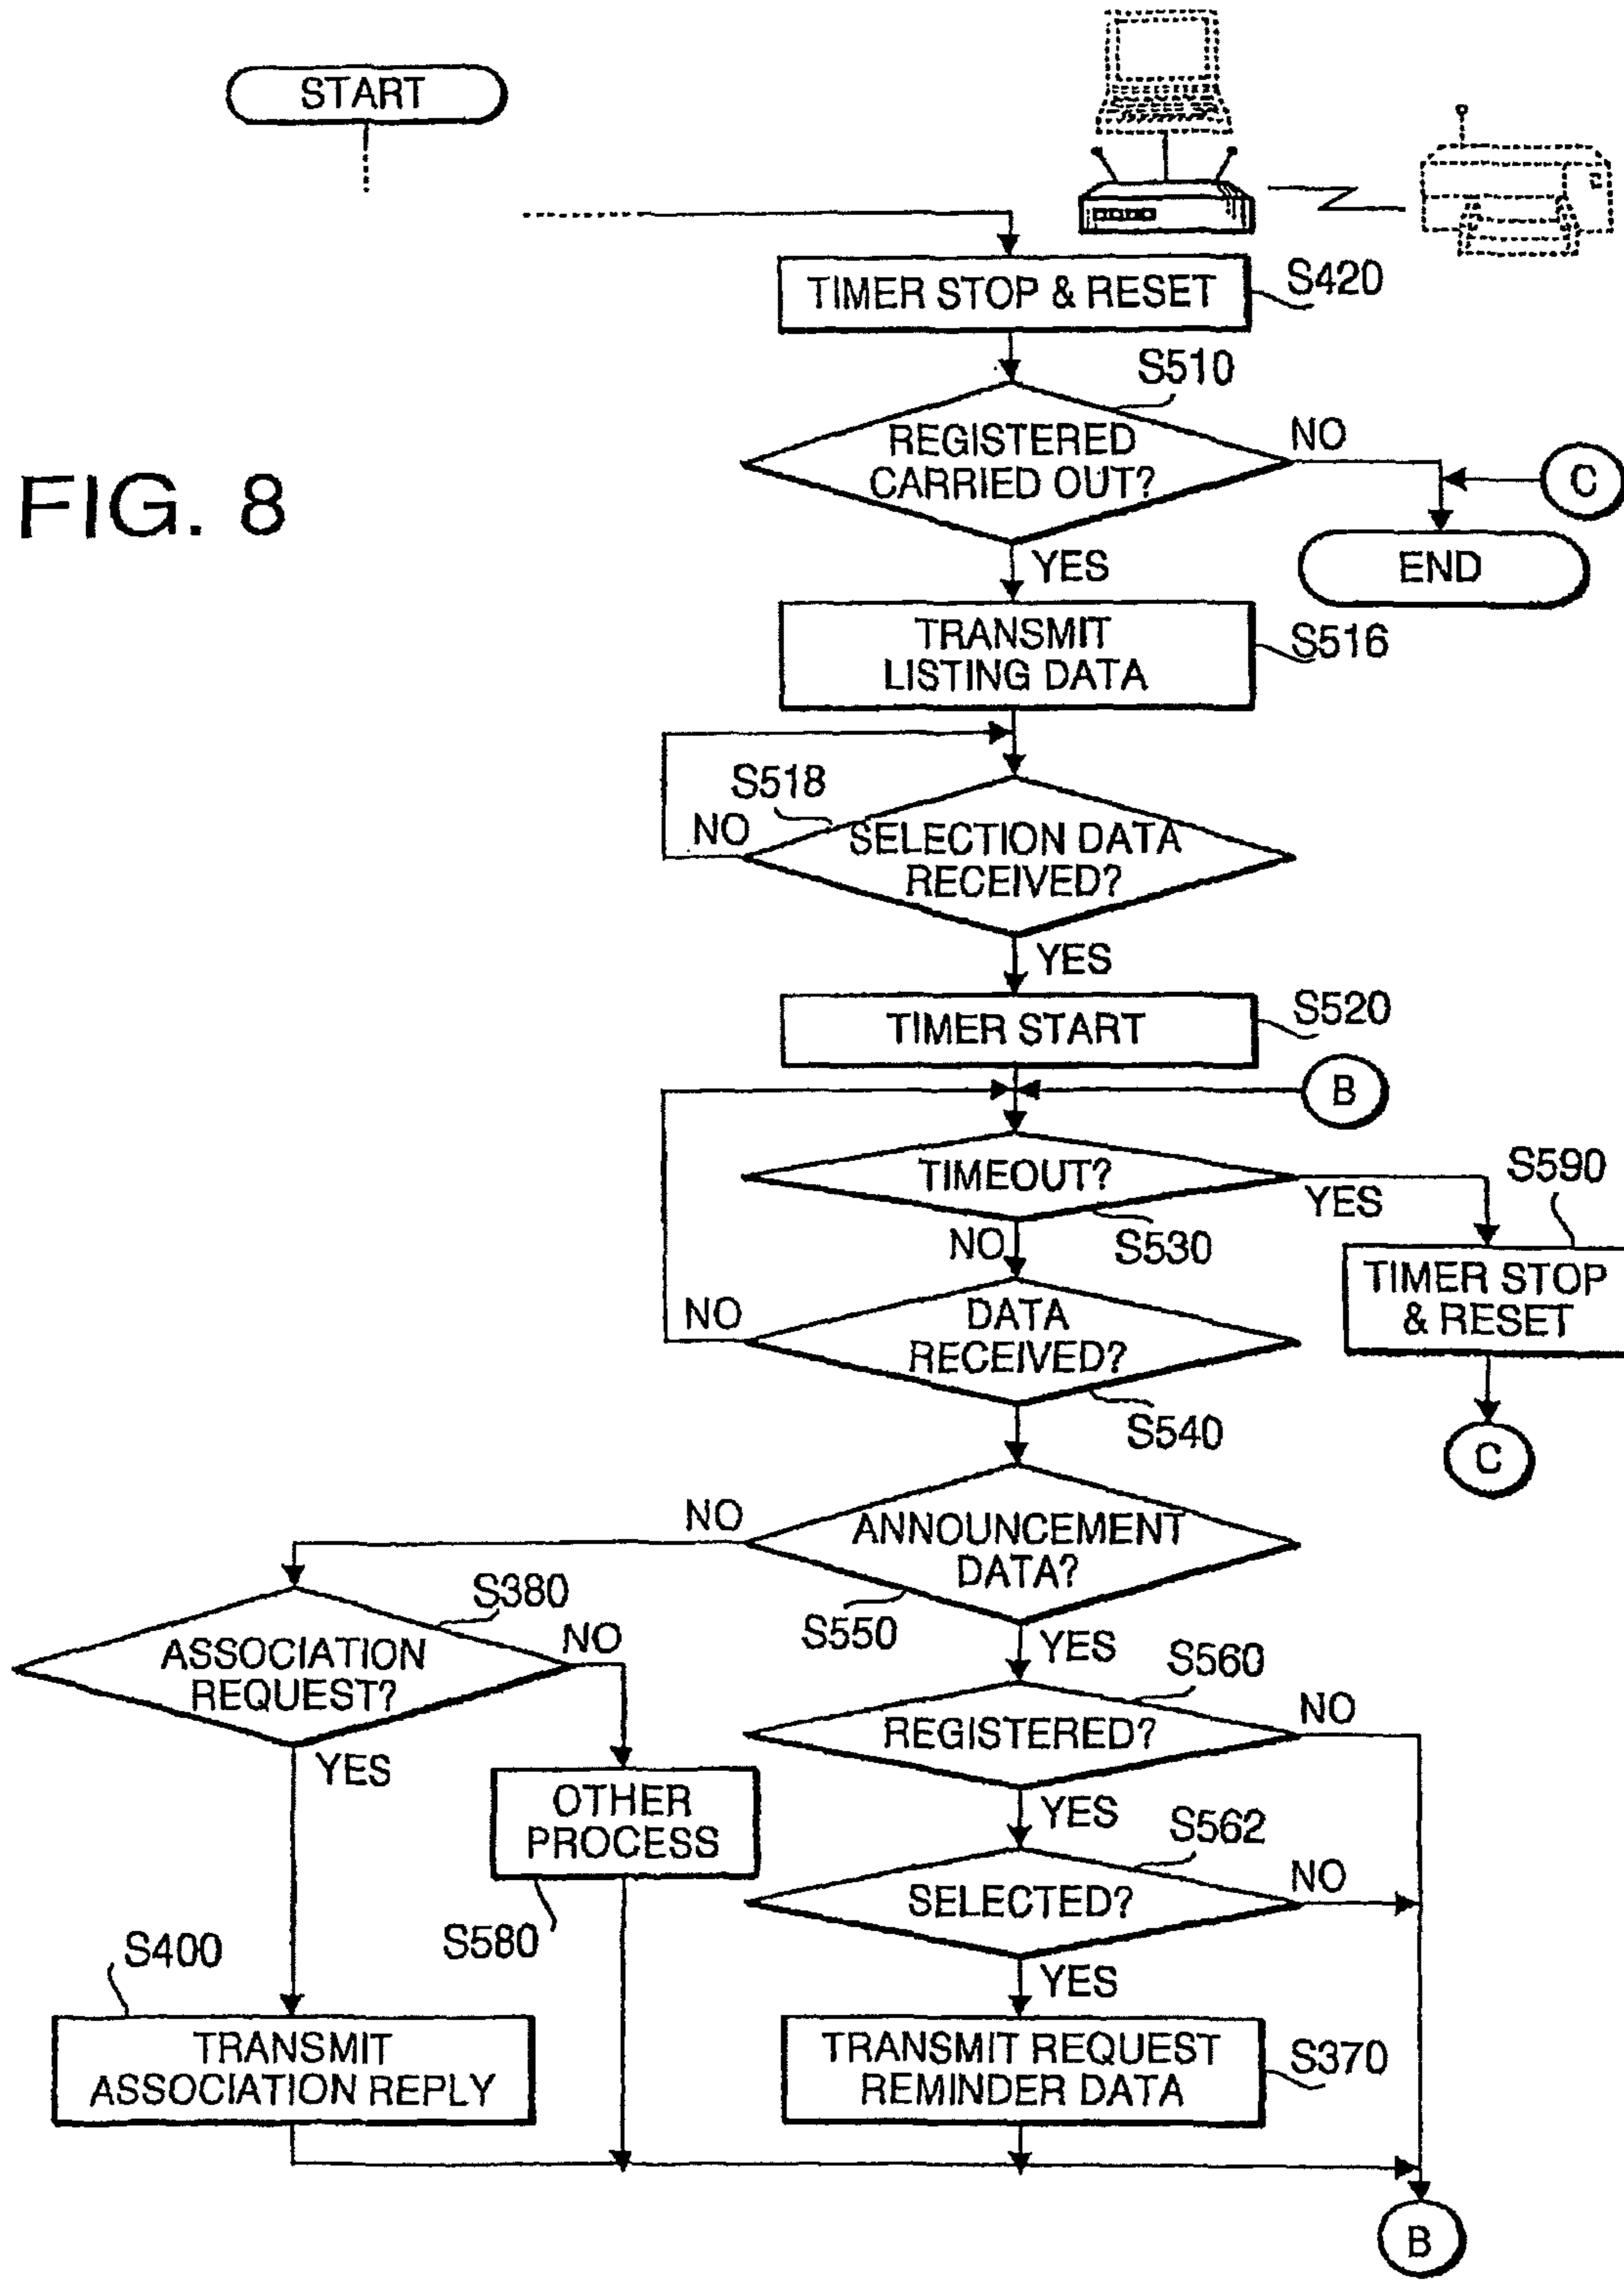 START
TIMER STOP & RESET
S420
S510
REGISTERED
CARRIED OUT?
NO
C
FIG. 8
YES
END
TRANSMIT
LISTING DATA
S516
S518
NO
SELECTION DATA
RECEIVED?
YES
TIMER START
S520
B
TIMEOUT?
YES
S590
NO
S530
TIMER STOP
& RESET
NO
DATA
RECEIVED?
S540
C
NO
ANNOUNCEMENT
DATA?
S550
YES
S380
ASSOCIATION
REQUEST?
NO
YES
S560
REGISTERED?
NO
YES
OTHER
PROCESS
S580
S562
SELECTED?
NO
YES
S400
TRANSMIT
ASSOCIATION REPLY
TRANSMIT REQUEST
REMINDER DATA
S370
B